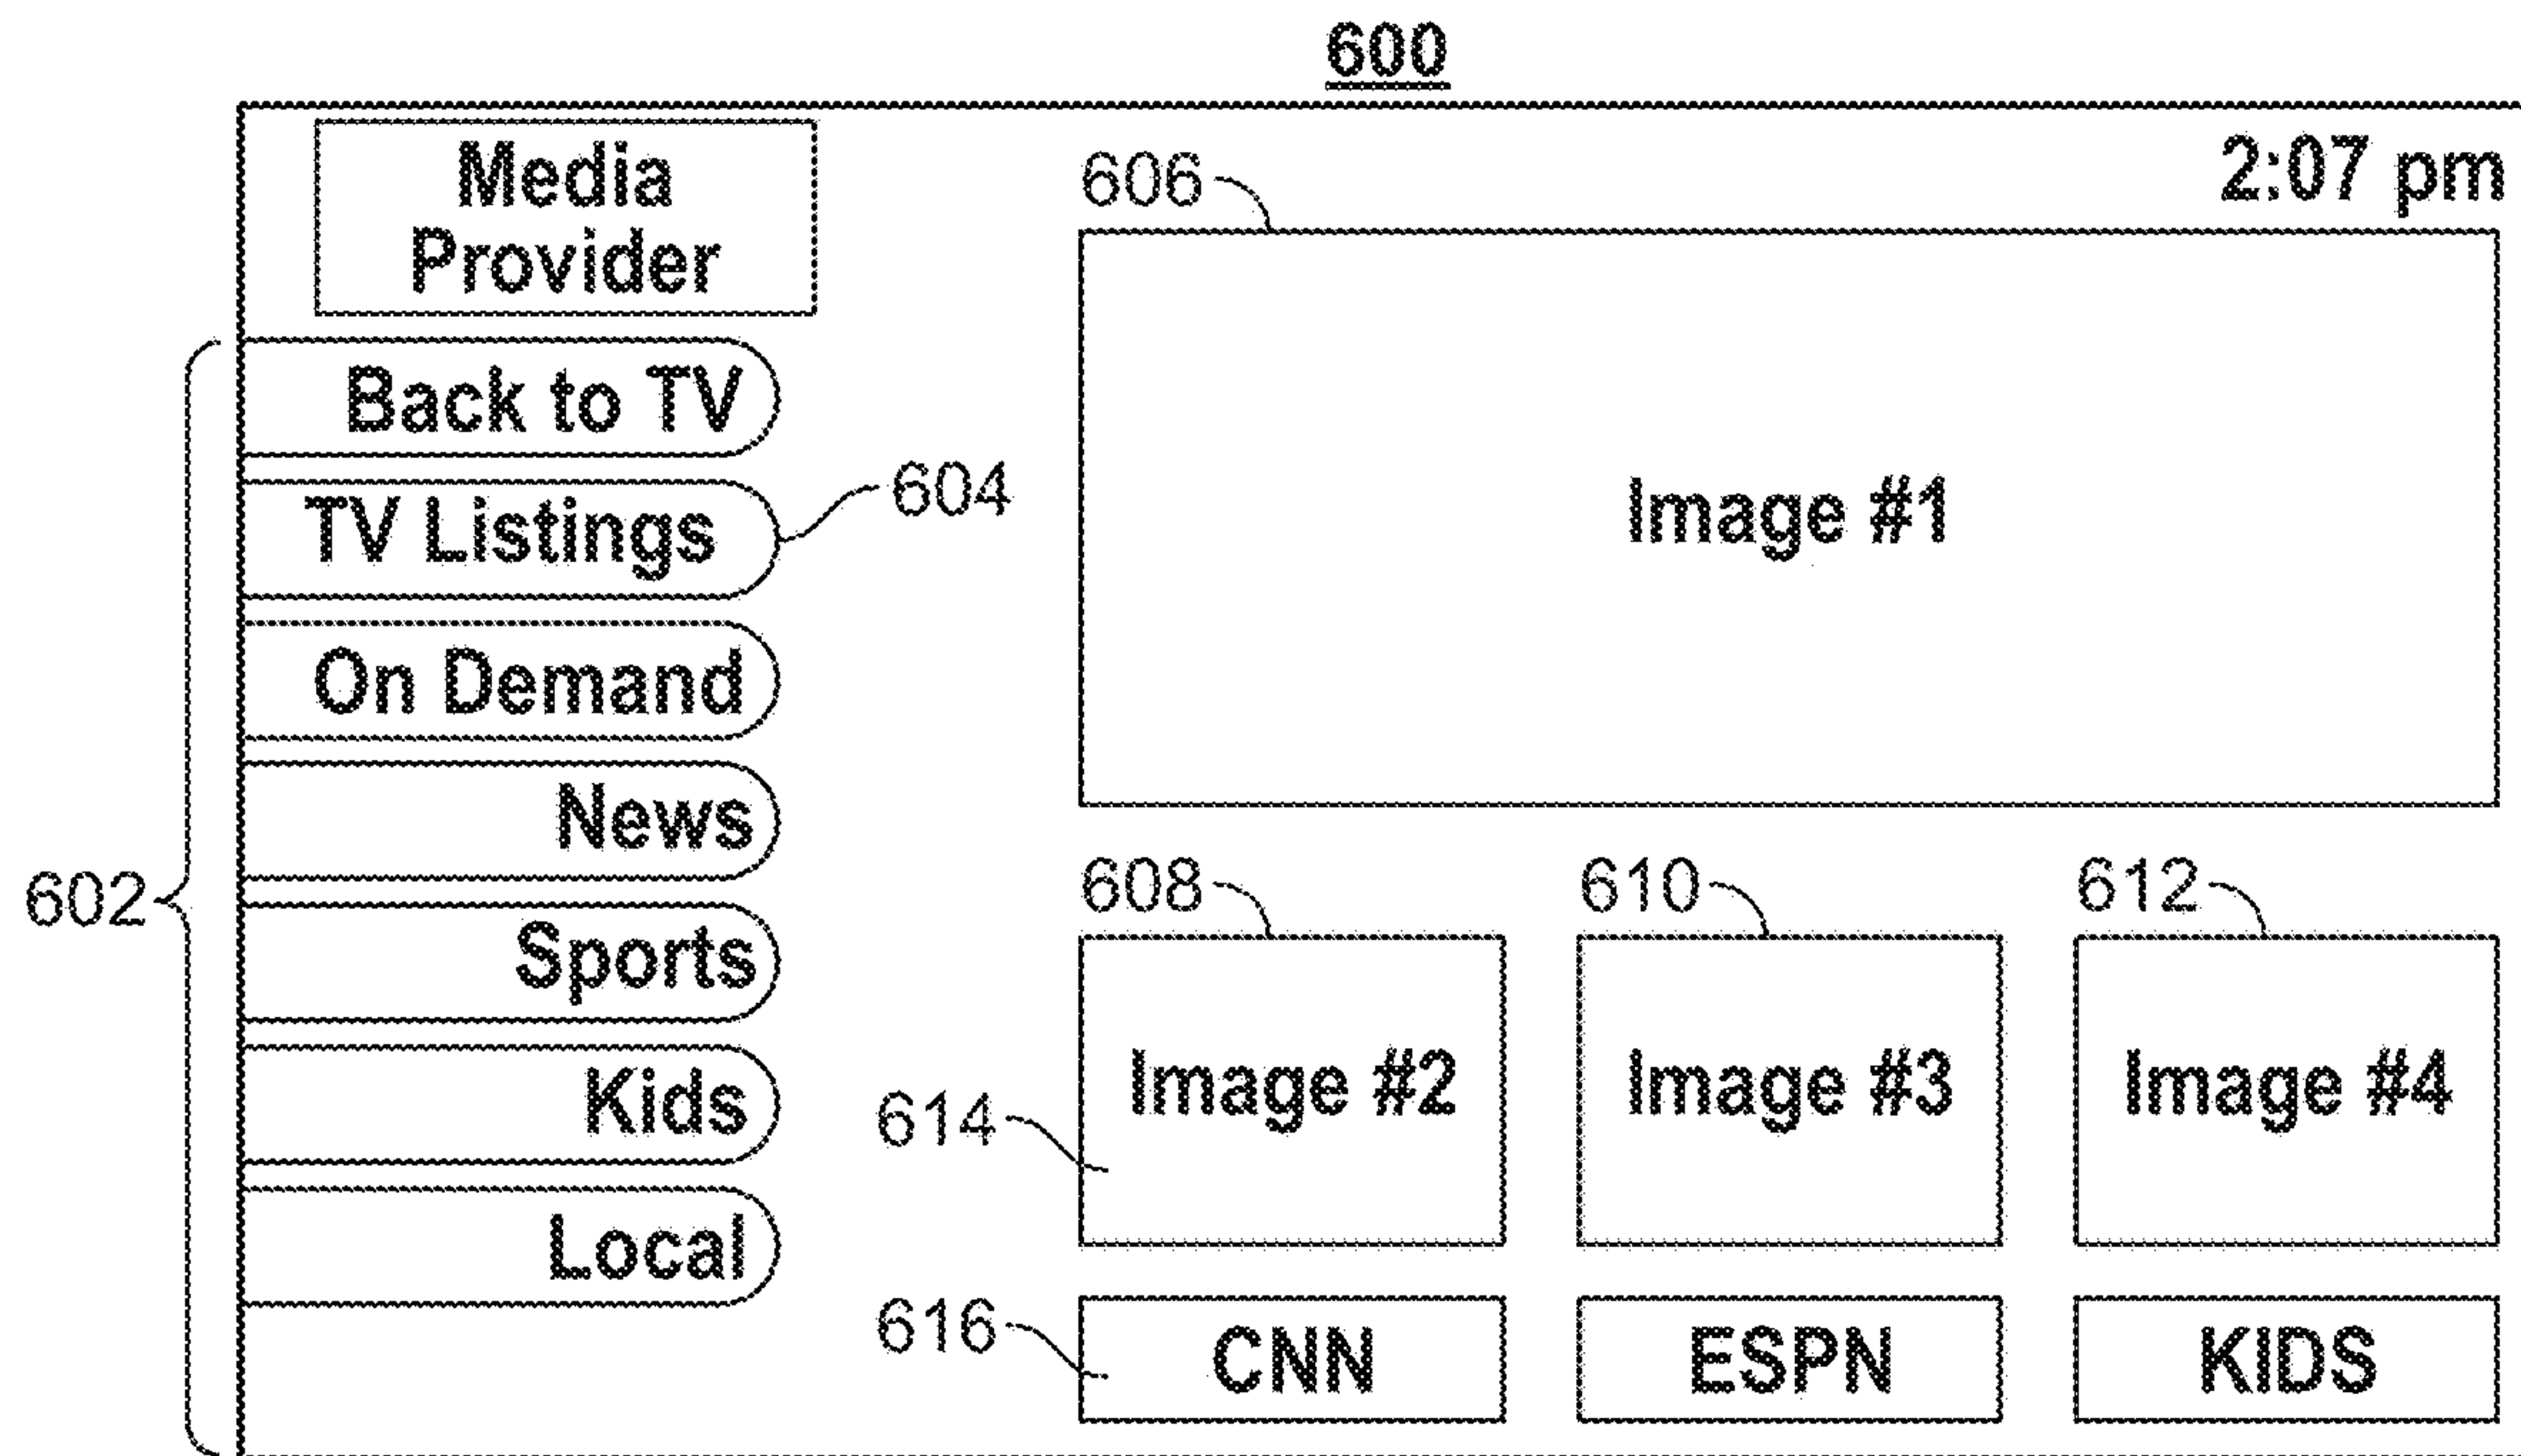 600
Media
Provider
2:07 pm
606
Back to TV
TV Listings
604
Image #1
On Demand
News
602
608
610
612
Sports
Image #2
Image #3
Image #4
Kids
614
Local
616
CNN
ESPN
KIDS